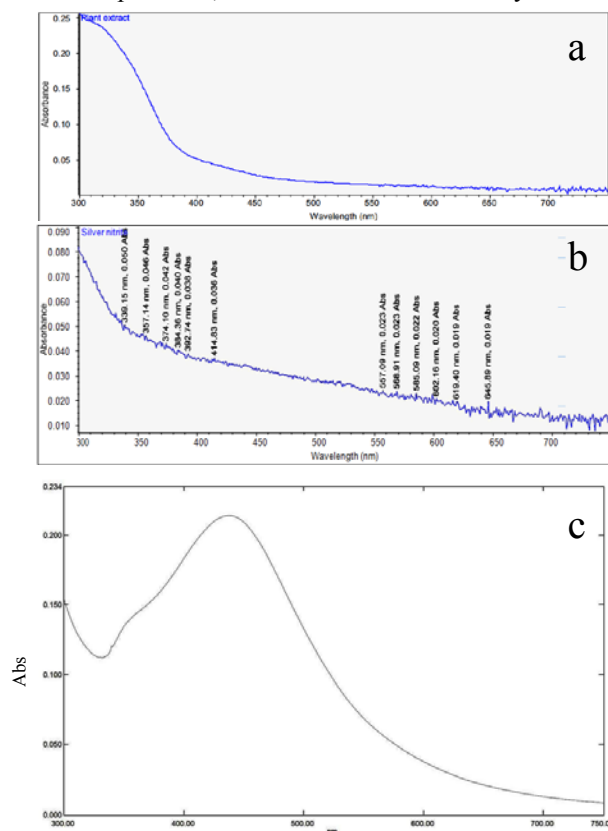 Plant extract
a
0.25
0.20
0.15
0.10
0.05
Absorbance
300 350 400 450 500 550 600 650 700
Wavelength (nm)
Silver nitrate
b
0.090
0.080
0.070
0.060
0.050
0.040
0.030
0.020
0.010
Absorbance
339.15 nm, 0.050 Abs
357.14 nm, 0.046 Abs
374.10 nm, 0.042 Abs
384.36 nm, 0.040 Abs
392.74 nm, 0.038 Abs
414.83 nm, 0.036 Abs
557.09 nm, 0.023 Abs
568.91 nm, 0.023 Abs
585.09 nm, 0.022 Abs
602.16 nm, 0.020 Abs
619.40 nm, 0.019 Abs
645.89 nm, 0.019 Abs
300 350 400 450 500 550 600 650 700
Wavelength (nm)
c
0.234
0.200
0.150
0.100
0.050
0.000
Abs
300.00 400.00 500.00 600.00 700.00 750.0